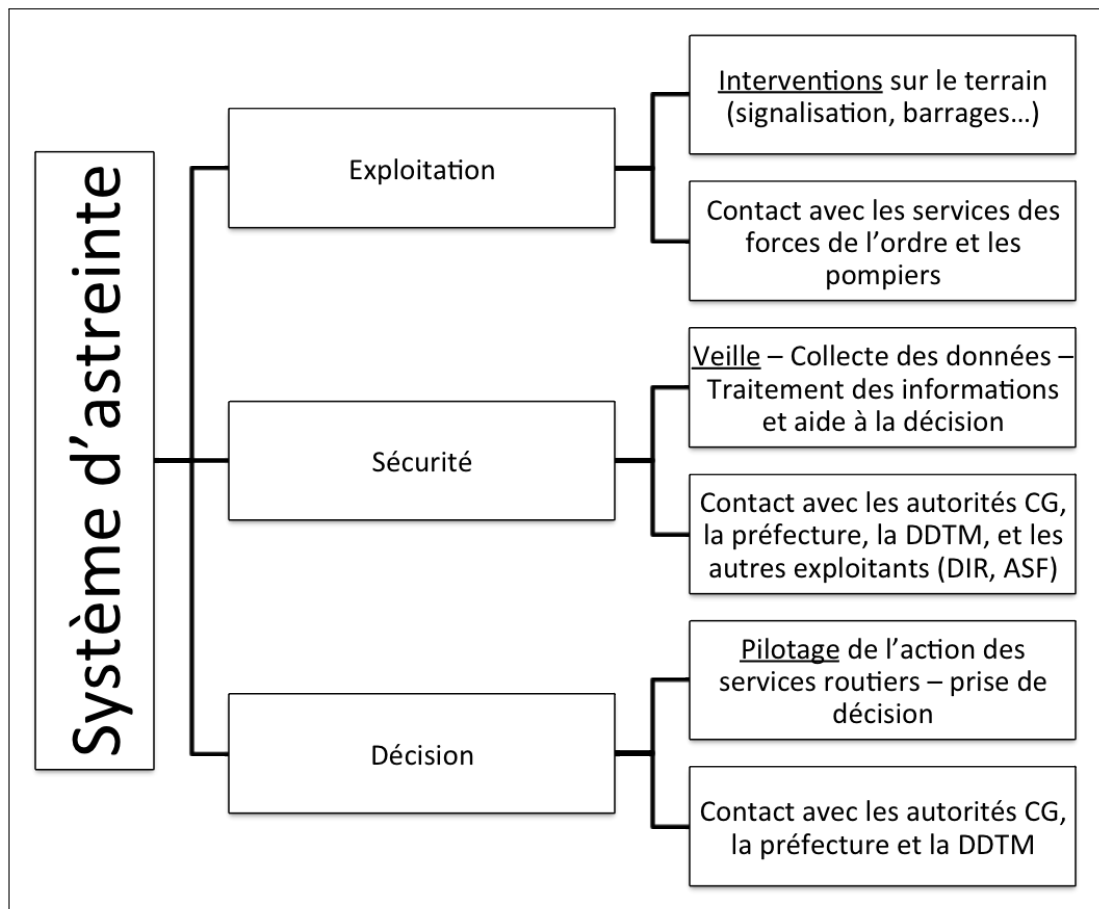 Système d’astreinte
Exploitation
Interventions sur le terrain
(signalisation, barrages…)
Contact avec les services des
forces de l’ordre et les
pompiers
Sécurité
Veille – Collecte des données –
Traitement des informations
et aide à la décision
Contact avec les autorités CG,
la préfecture, la DDTM, et les
autres exploitants (DIR, ASF)
Décision
Pilotage de l’action des
services routiers – prise de
décision
Contact avec les autorités CG,
la préfecture et la DDTM